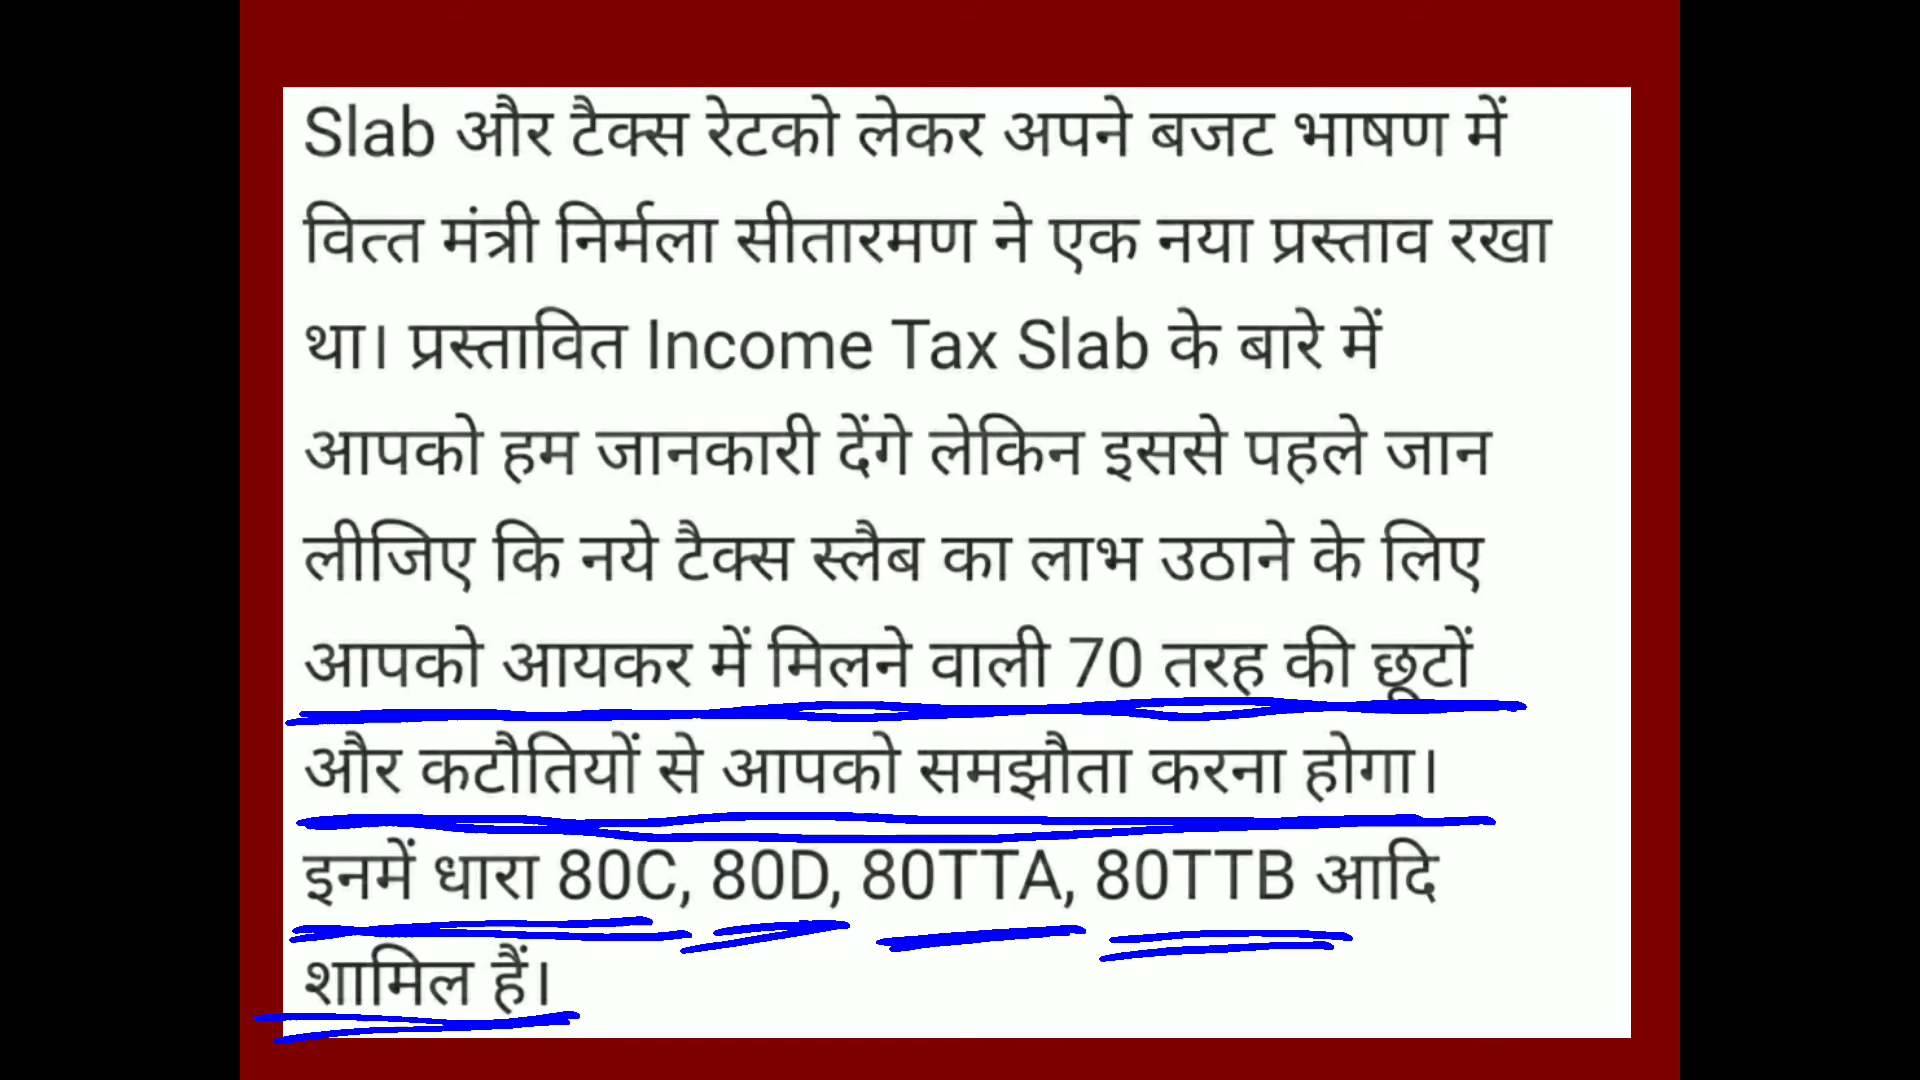 Slab और टैक्स रेटको लेकर अपने बजट भाषण में
वित्त मंत्री निर्मला सीतारमण ने एक नया प्रस्ताव रखा
था। प्रस्तावित Income Tax Slab के बारे में
आपको हम जानकारी देंगे लेकिन इससे पहले जान
लीजिए कि नये टैक्स स्लैब का लाभ उठाने के लिए
आपको आयकर में मिलने वाली 70 तरह की छूटों
और कटौतियों से आपको समझौता करना होगा।
इनमें धारा 80C, 80D, 80TTA, 80TTB आदि
शामिल हैं।